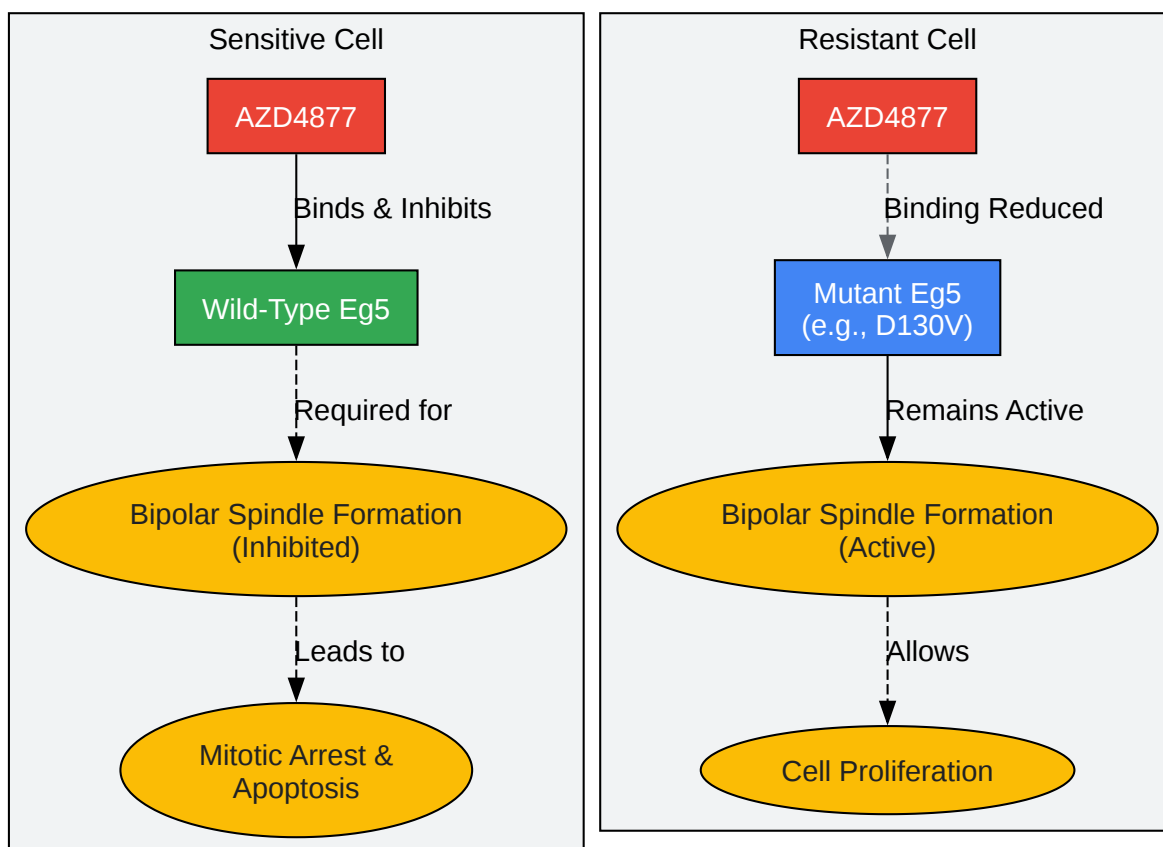 Sensitive Cell
AZD4877
Binds & Inhibits
Wild-Type Eg5
Required for
Bipolar Spindle Formation
(Inhibited)
Leads to
Mitotic Arrest &
Apoptosis
Resistant Cell
AZD4877
Binding Reduced
Mutant Eg5
(e.g., D130V)
Remains Active
Bipolar Spindle Formation
(Active)
Allows
Cell Proliferation